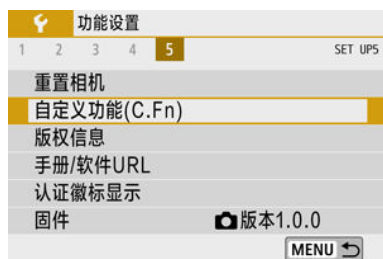 功能设置
1 2 3 4 5 SET UP5
重置相机
自定义功能(C.Fn)
版权信息
手册/软件URL
认证徽标显示
固件 版本1.0.0
MENU